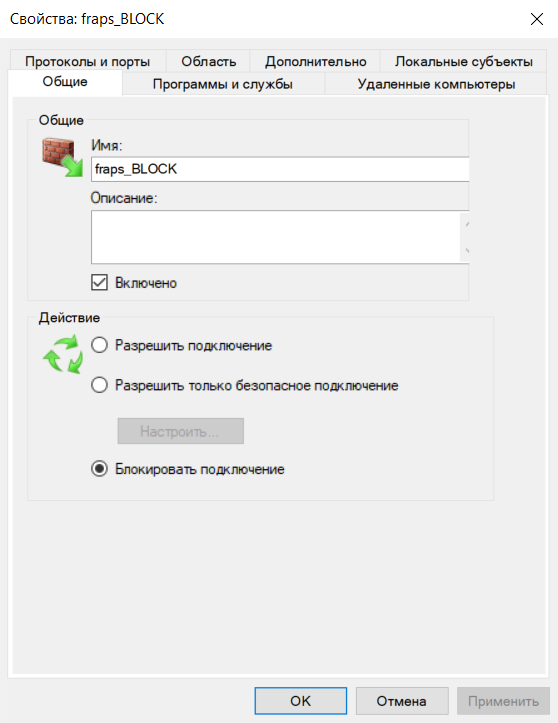 Свойства: fraps_BLOCK
Протоколы и порты Область Дополнительно Локальные субъекты
Общие Программы и службы Удаленные компьютеры
Общие
Имя:
fraps_BLOCK
Описание:
Включено
Действие
Разрешить подключение
Разрешить только безопасное подключение
Настроить...
Блокировать подключение
OK Отмена Применить